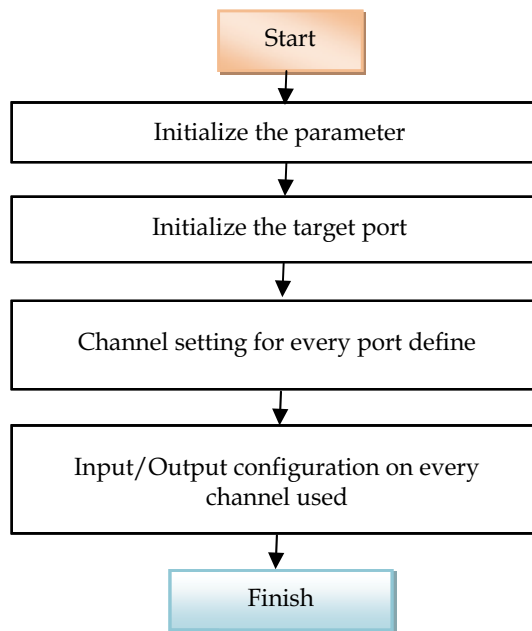 Start
Initialize the parameter
Initialize the target port
Channel setting for every port define
Input/Output configuration on every
channel used
Finish